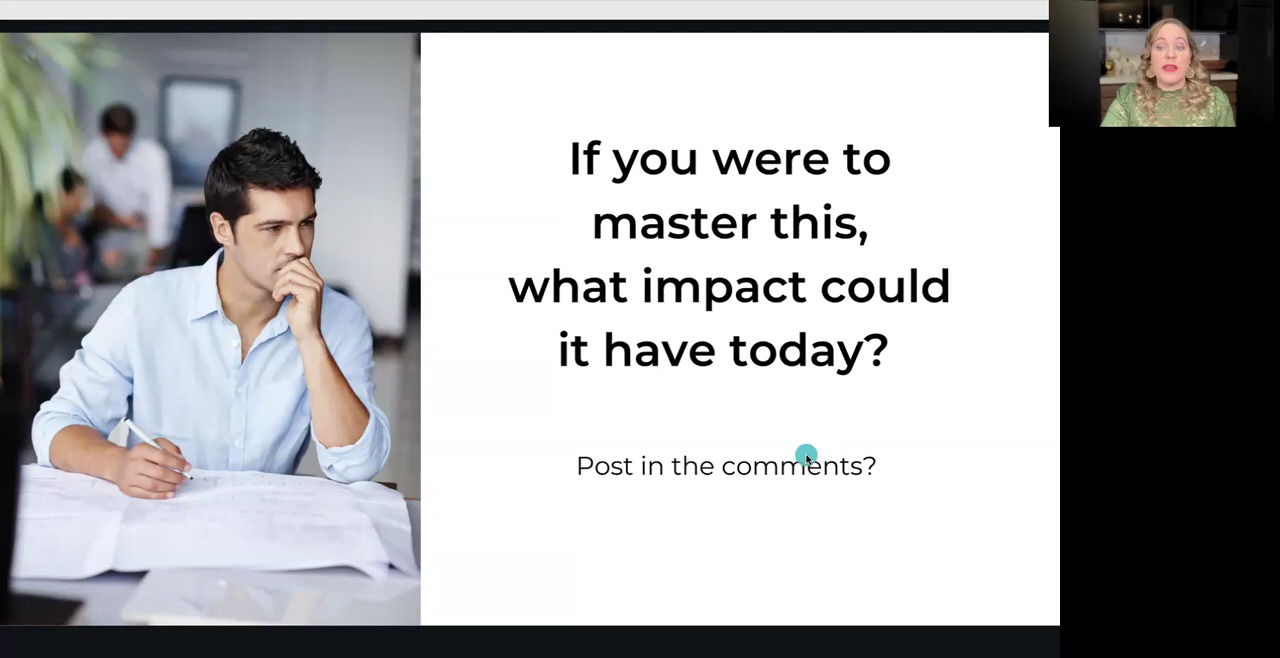 If you were to
master this,
what impact could
it have today?
Post in the comments?